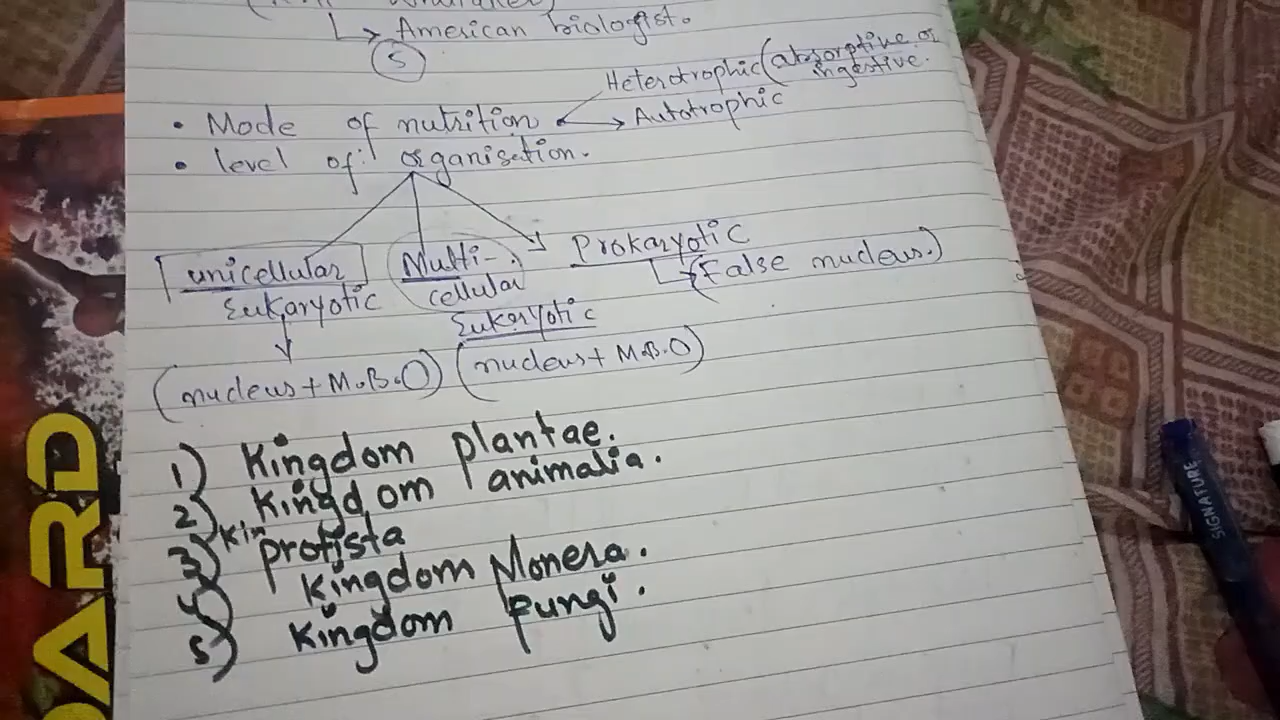 American biologist.
5
Heterotrophic (absorptive or
ingestive.
• Mode of nutrition
Autotrophic
• level of organisation.
unicellular
Eukaryotic
Multi-
cellular
Eukaryotic
Prokaryotic
(False nucleus.)
(nucleus + M.B.O)
(nucleus + M.B.O)
1) Kingdom plantae.
2) Kingdom animalia.
3) Kin protista
4) Kingdom Monera.
5) Kingdom fungi.
ARD
SIGNATURE